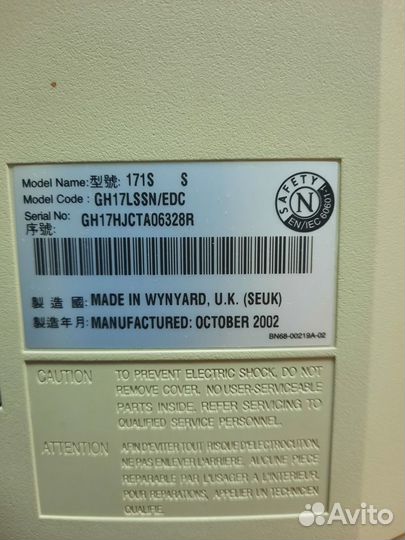 Model Name: 型號: 171S S
Model Code : GH17LSSN/EDC
Serial No: GH17HJCTA06328R
序號:
SAFETY
N
EN/IEC 60601-1
製造國: MADE IN WYNYARD, U.K. (SEUK)
製造年月: MANUFACTURED: OCTOBER 2002
BN68-00219A-02
CAUTION TO PREVENT ELECTRIC SHOCK, DO NOT
REMOVE COVER. NO USER-SERVICEABLE
PARTS INSIDE. REFER SERVICING TO
QUALIFIED SERVICE PERSONNEL.
ATTENTION AFIN D'EVITER TOUT RISQUE D'ELECTROCUTION,
NE PAS ENLEVER L'ARRIERE, AUCUNE PIECE
REPARABLE PAR L'USAGER A L'INTERIEUR,
POUR REPARATIONS, APPELER UN TECHNICIEN
QUALIFIE.
Avito